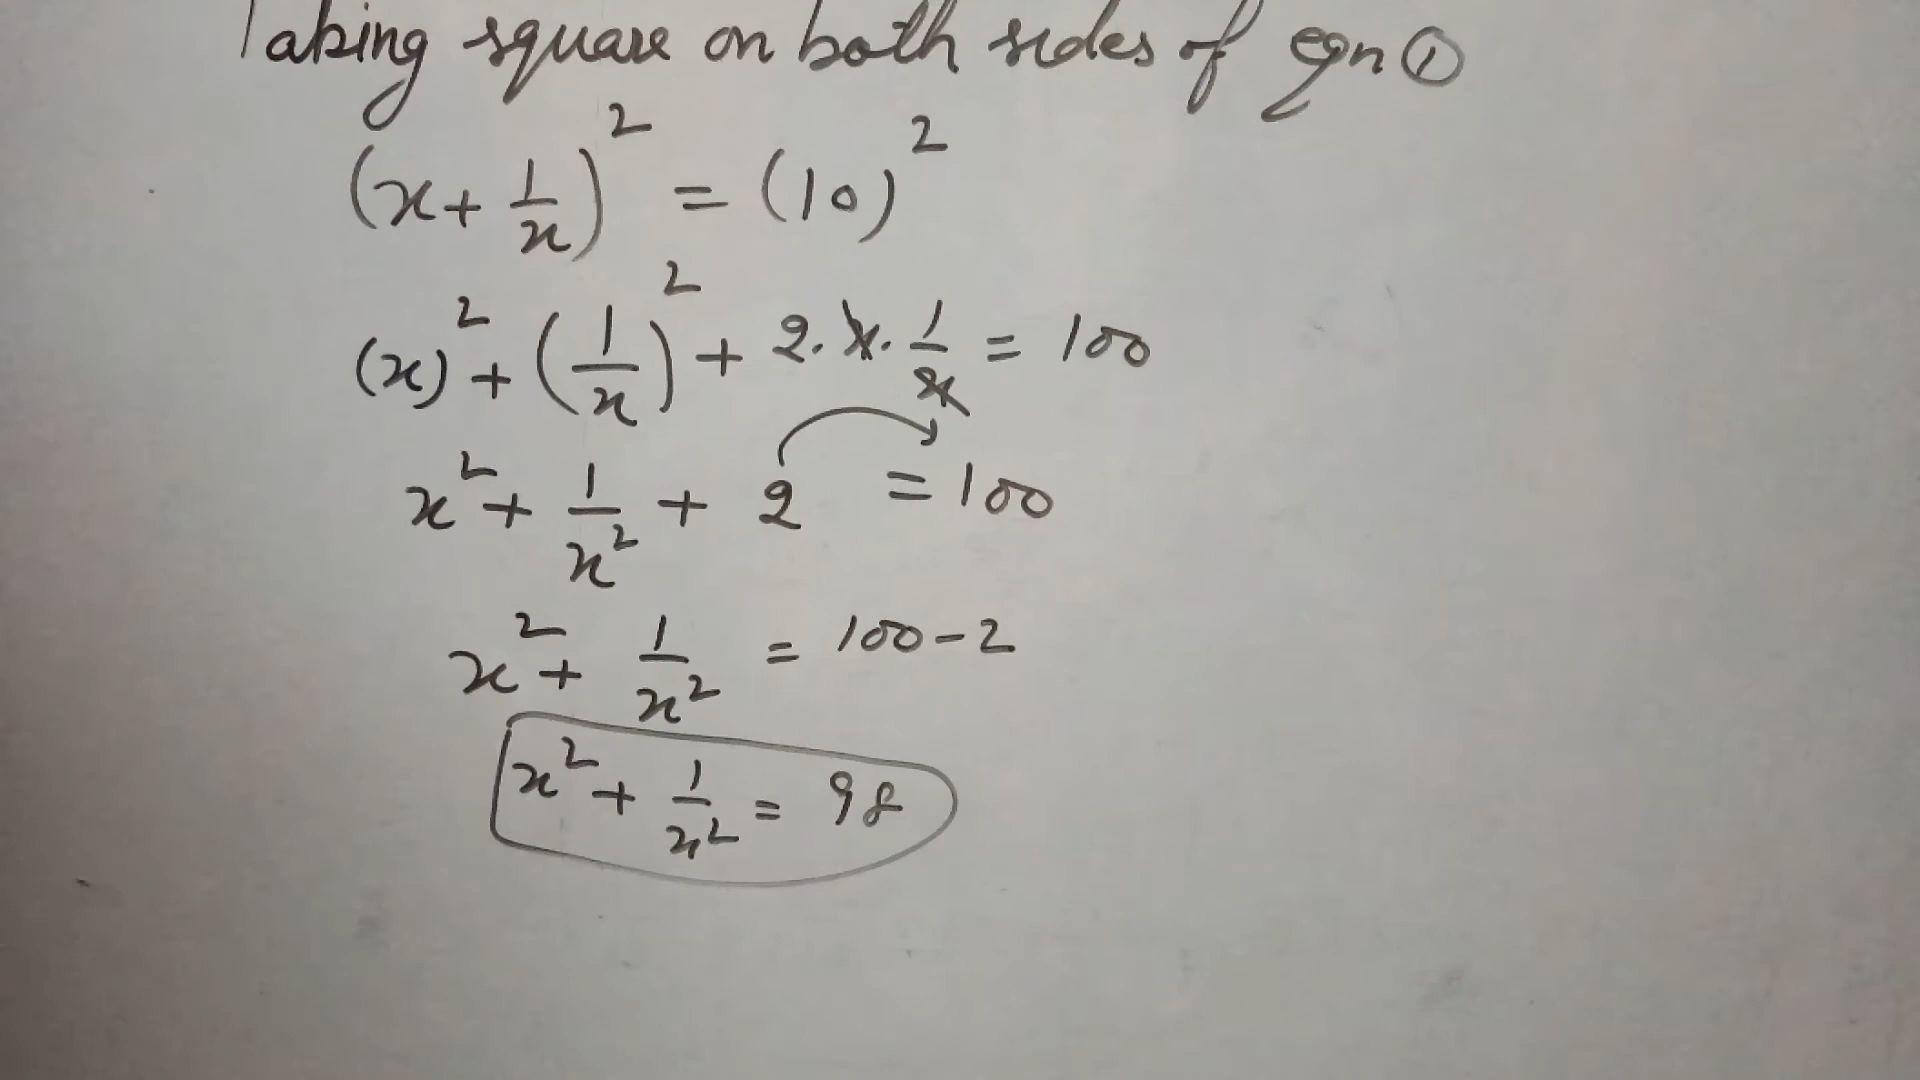 Taking square on both sides of eqn ①
(x + 1/x)² = (10)²
(x)² + (1/x)² + 2. x. 1/x = 100
x² + 1/x² + 2 = 100
x² + 1/x² = 100 - 2
x² + 1/x² = 98